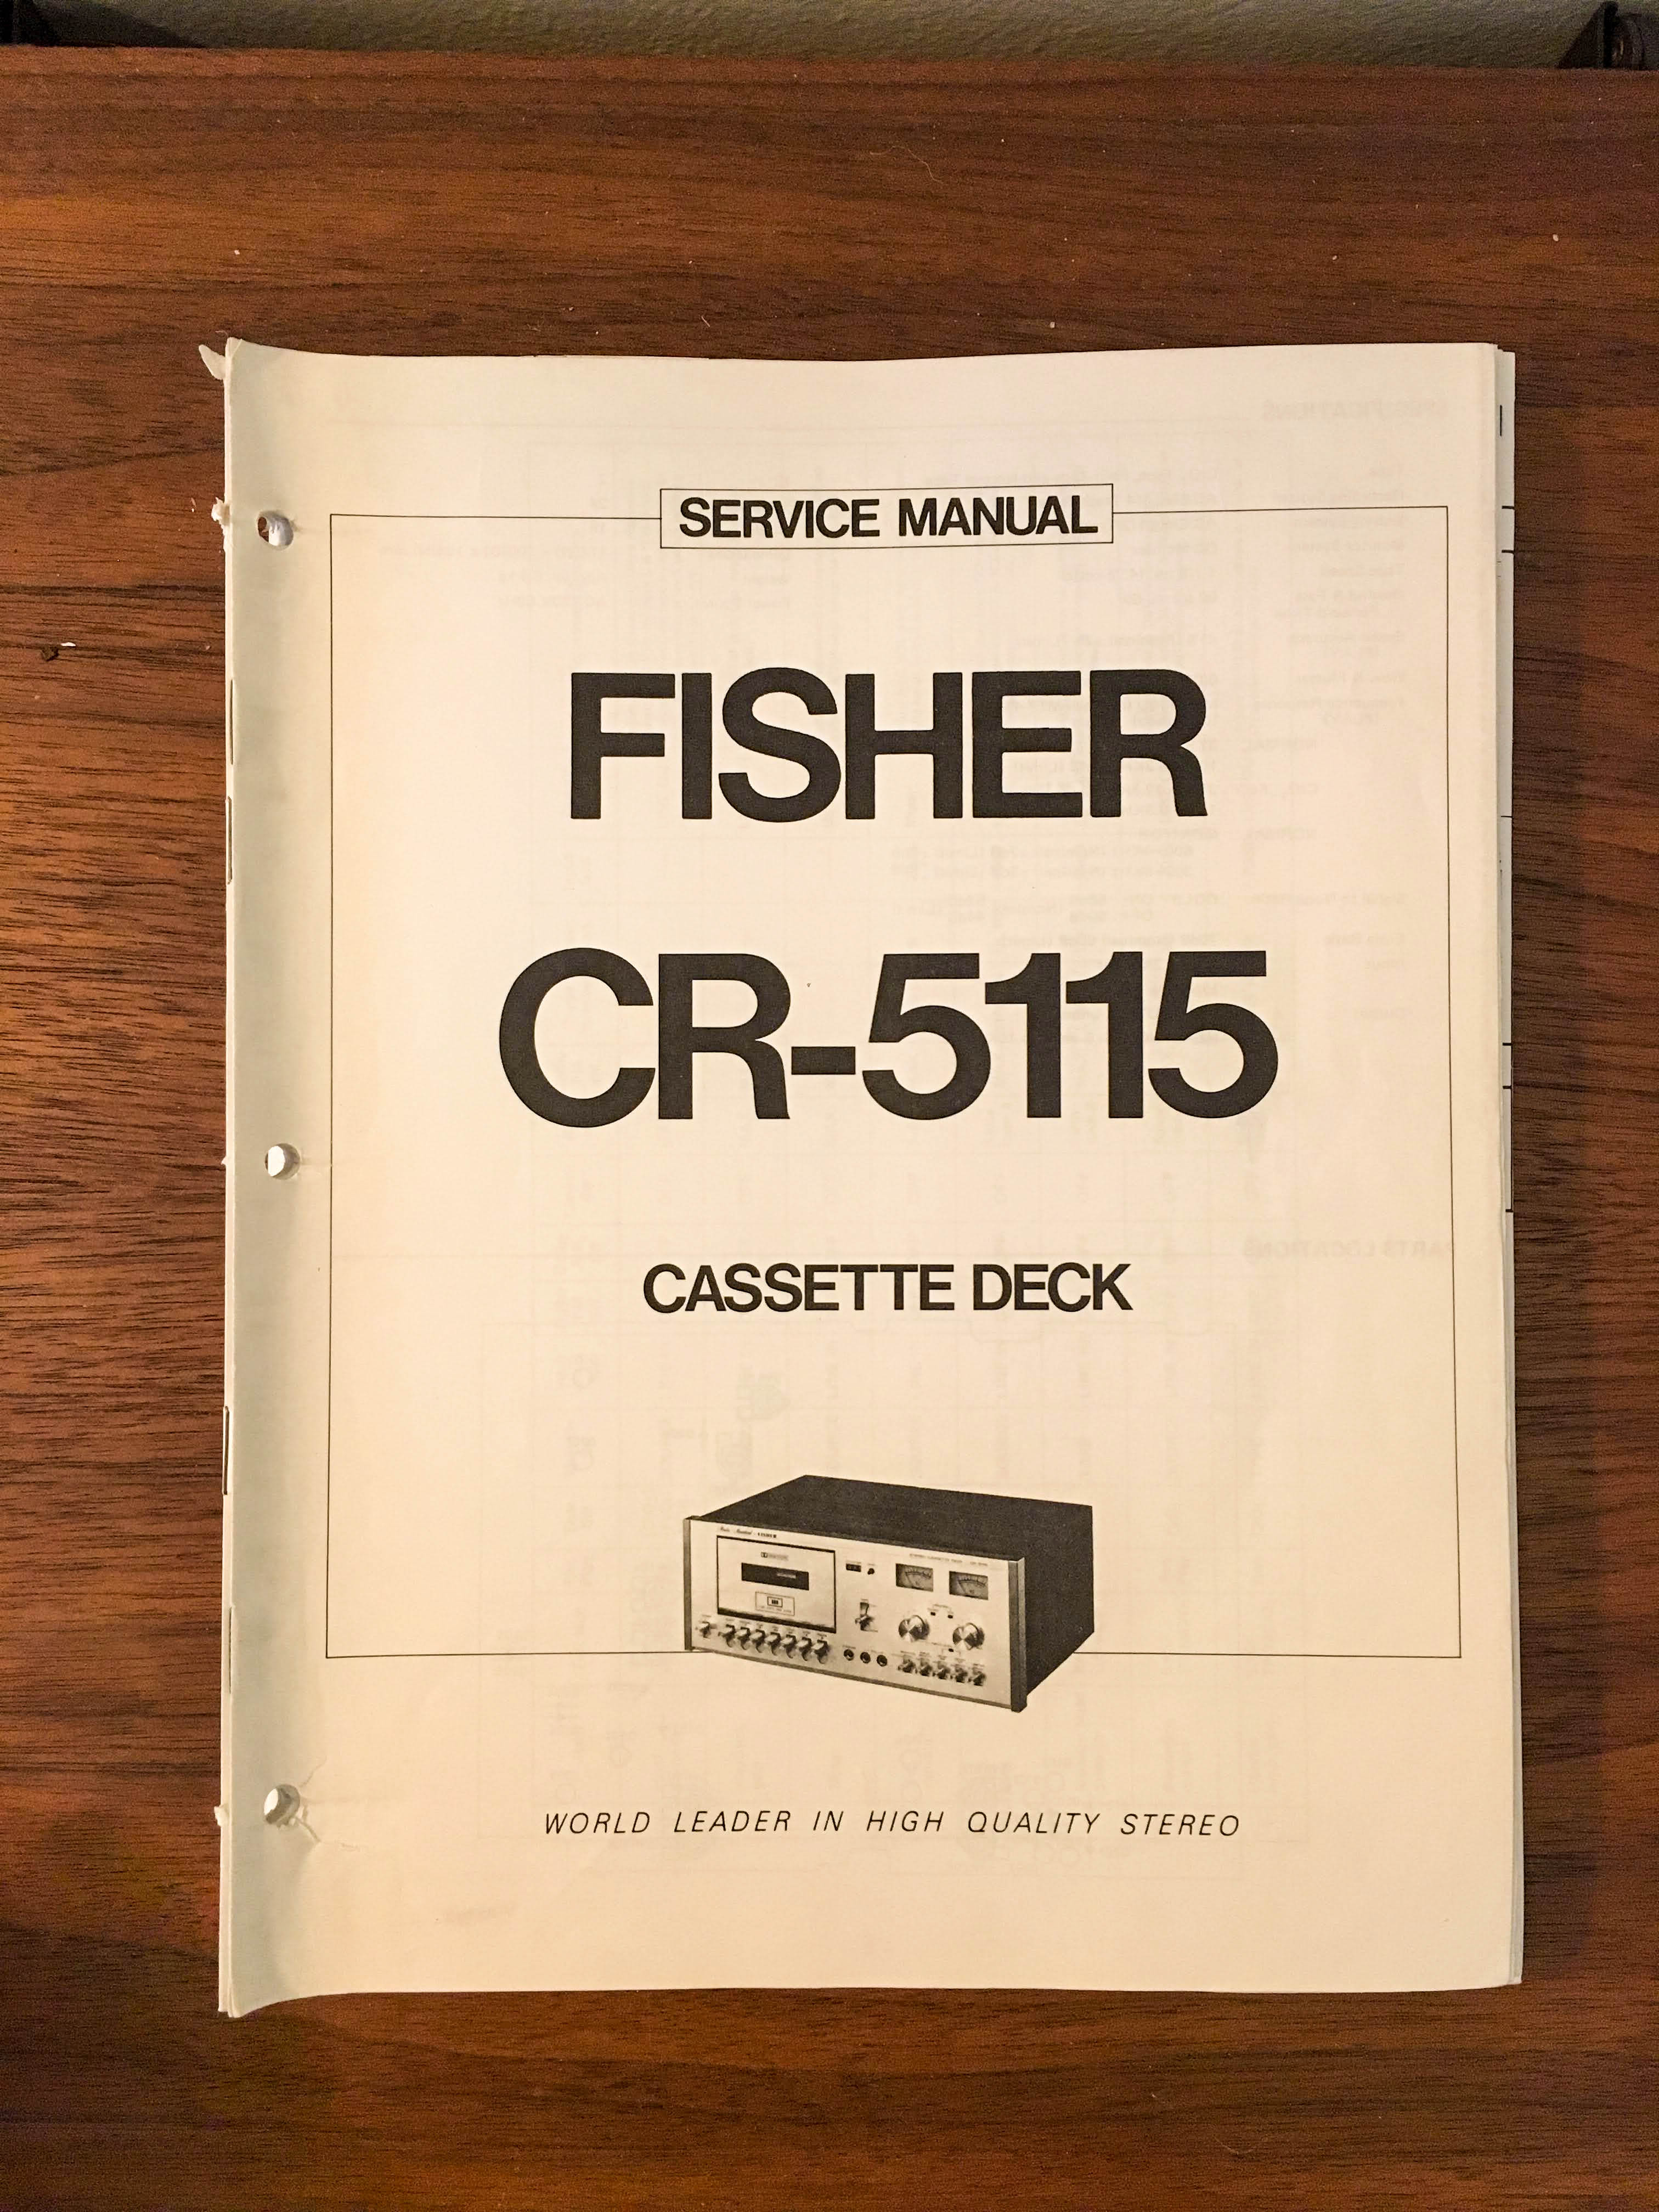 SERVICE MANUAL
FISHER
CR-5115
CASSETTE DECK
WORLD LEADER IN HIGH QUALITY STEREO